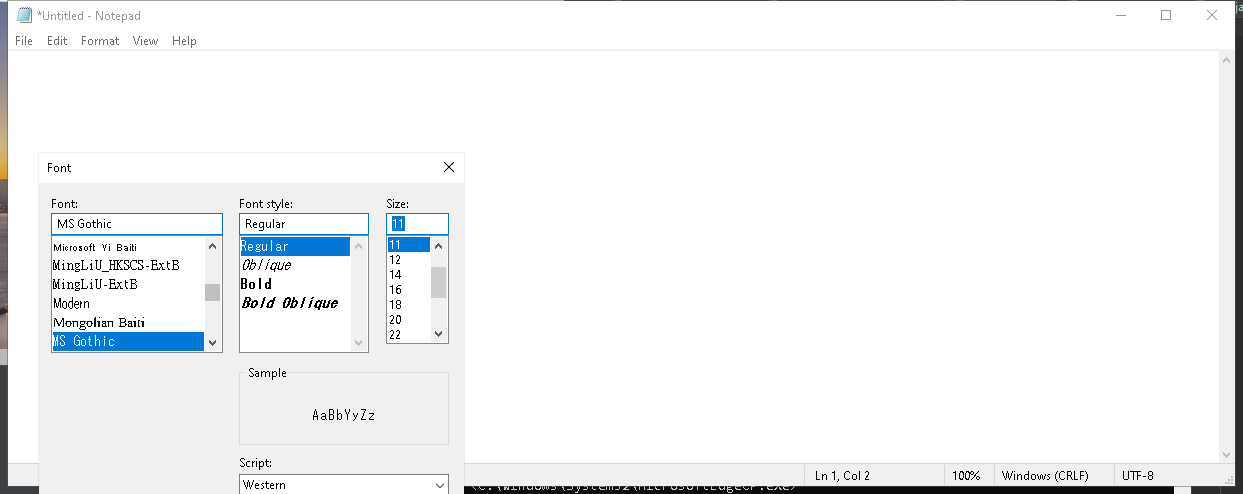 *Untitled - Notepad
File Edit Format View Help
Font
Font: Font style: Size:
MS Gothic Regular 11
Microsoft Yi Baiti
MingLiU_HKSCS-ExtB
MingLiU-ExtB
Modern
Mongolian Baiti
MS Gothic
Regular
Oblique
Bold
Bold Oblique
11
12
14
16
18
20
22
Sample
AaBbYyZz
Script:
Western
Ln 1, Col 2 100% Windows (CRLF) UTF-8